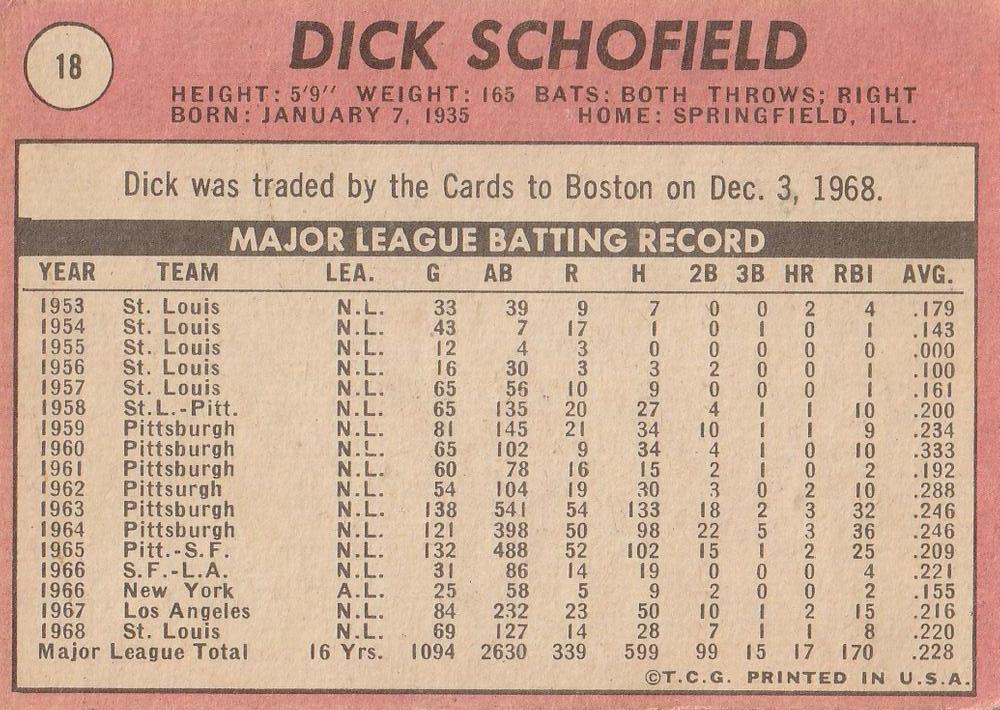 18
DICK SCHOFIELD
HEIGHT: 5'9" WEIGHT: 165 BATS: BOTH THROWS; RIGHT
BORN: JANUARY 7, 1935 HOME: SPRINGFIELD, ILL.
Dick was traded by the Cards to Boston on Dec. 3, 1968.
MAJOR LEAGUE BATTING RECORD
YEAR TEAM LEA. G AB R H 2B 3B HR RBI AVG.
1953 St. Louis N.L. 33 39 9 7 0 0 2 4 .179
1954 St. Louis N.L. 43 7 17 1 0 1 0 1 .143
1955 St. Louis N.L. 12 4 3 0 0 0 0 0 .000
1956 St. Louis N.L. 16 30 3 3 2 0 0 1 .100
1957 St. Louis N.L. 65 56 10 9 0 0 0 1 .161
1958 St.L.-Pitt. N.L. 65 135 20 27 4 1 1 10 .200
1959 Pittsburgh N.L. 81 145 21 34 10 1 1 9 .234
1960 Pittsburgh N.L. 65 102 9 34 4 1 0 10 .333
1961 Pittsburgh N.L. 60 78 16 15 2 1 0 2 .192
1962 Pittsurgh N.L. 54 104 19 30 3 0 2 10 .288
1963 Pittsburgh N.L. 138 541 54 133 18 2 3 32 .246
1964 Pittsburgh N.L. 121 398 50 98 22 5 3 36 .246
1965 Pitt.-S.F. N.L. 132 488 52 102 15 1 2 25 .209
1966 S.F.-L.A. N.L. 31 86 14 19 0 0 0 4 .221
1966 New York A.L. 25 58 5 9 2 0 0 2 .155
1967 Los Angeles N.L. 84 232 23 50 10 1 2 15 .216
1968 St. Louis N.L. 69 127 14 28 7 1 1 8 .220
Major League Total 16 Yrs. 1094 2630 339 599 99 15 17 170 .228
©T.C.G. PRINTED IN U.S.A.